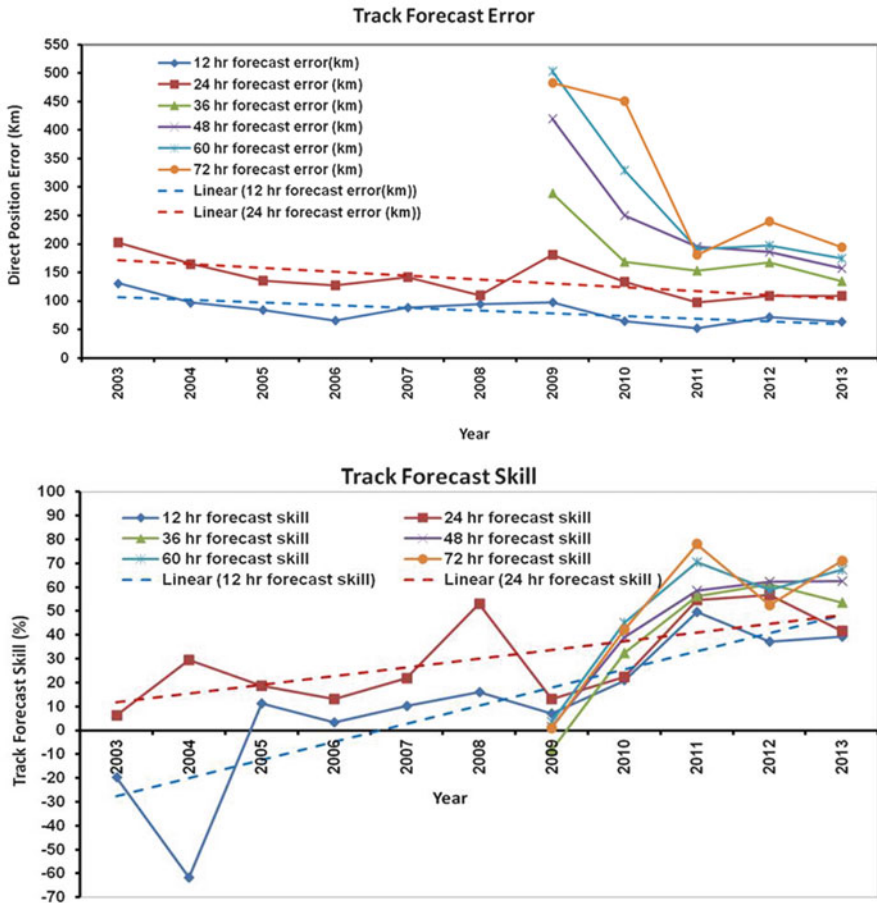 Track Forecast Error
Direct Position Error (Km)
550
500
450
400
350
300
250
200
150
100
50
0
12 hr forecast error(km)
24 hr forecast error (km)
36 hr forecast error (km)
48 hr forecast error (km)
60 hr forecast error (km)
72 hr forecast error (km)
Linear (12 hr forecast error(km))
Linear (24 hr forecast error (km))
2003
2004
2005
2006
2007
2008
2009
2010
2011
2012
2013
Year
Track Forecast Skill
Track Forecast Skill (%)
100
90
80
70
60
50
40
30
20
10
0
-10
-20
-30
-40
-50
-60
-70
12 hr forecast skill
24 hr forecast skill
36 hr forecast skill
48 hr forecast skill
60 hr forecast skill
72 hr forecast skill
Linear (12 hr forecast skill)
Linear (24 hr forecast skill )
2003
2004
2005
2006
2007
2008
2009
2010
2011
2012
2013
Year